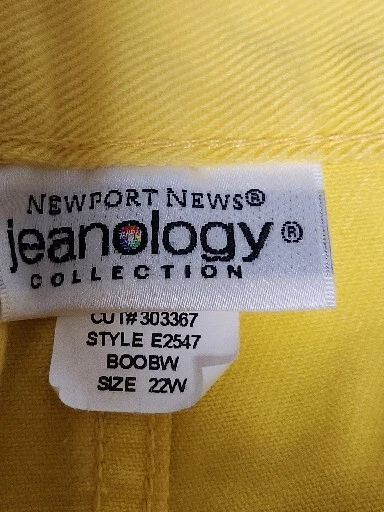 NEWPORT NEWS®
jeanology®
COLLECTION
CUT# 303367
STYLE E2547
BOOBW
SIZE 22W